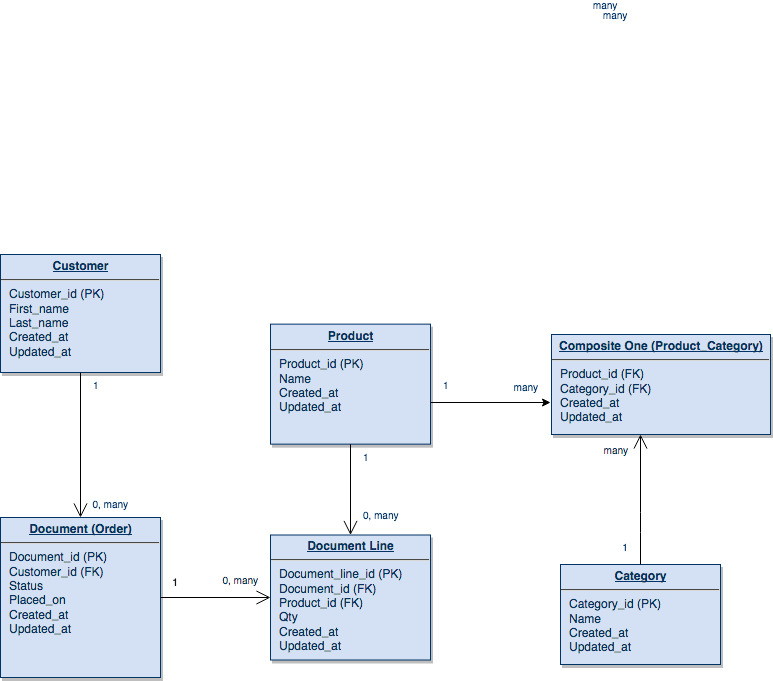 many
many
Customer
Customer_id (PK)
First_name
Last_name
Created_at
Updated_at
1
0, many
Product
Product_id (PK)
Name
Created_at
Updated_at
1
many
1
0, many
Composite One (Product_Category)
Product_id (FK)
Category_id (FK)
Created_at
Updated_at
many
1
Document (Order)
Document_id (PK)
Customer_id (FK)
Status
Placed_on
Created_at
Updated_at
1
0, many
Document Line
Document_line_id (PK)
Document_id (FK)
Product_id (FK)
Qty
Created_at
Updated_at
Category
Category_id (PK)
Name
Created_at
Updated_at